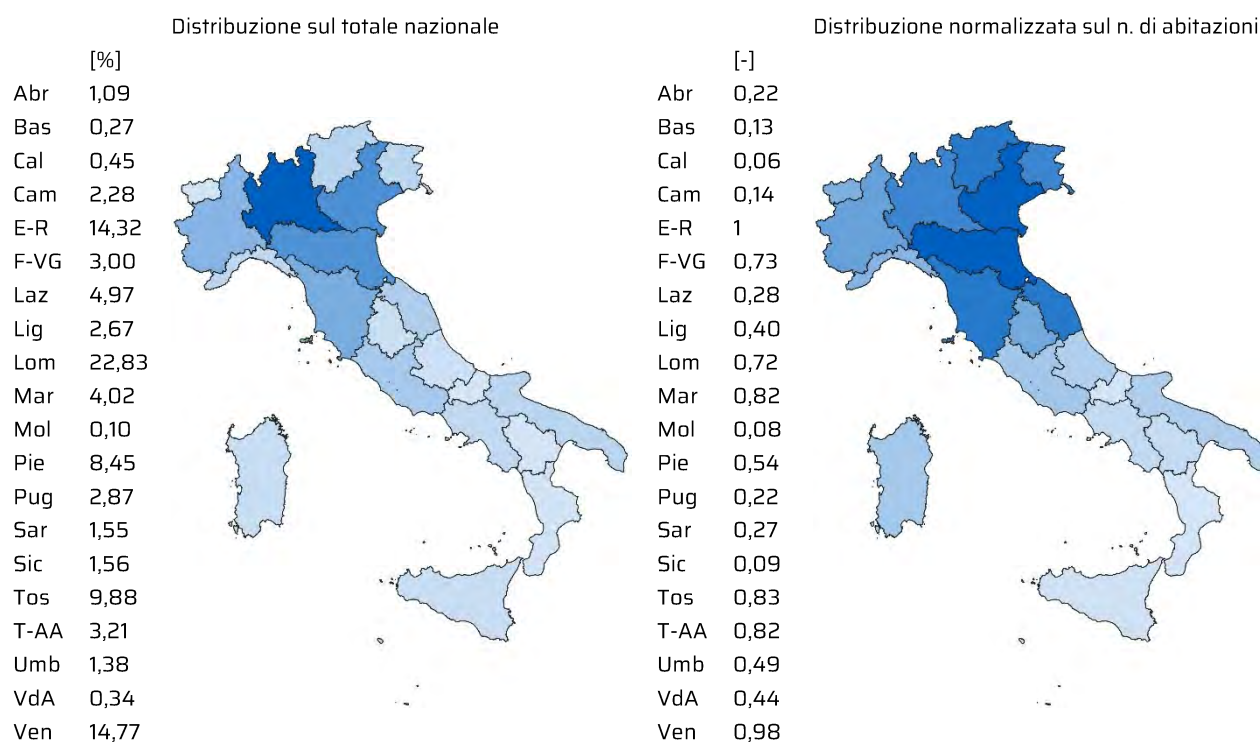 Distribuzione sul totale nazionale
[%]
Abr 1,09
Bas 0,27
Cal 0,45
Cam 2,28
E-R 14,32
F-VG 3,00
Laz 4,97
Lig 2,67
Lom 22,83
Mar 4,02
Mol 0,10
Pie 8,45
Pug 2,87
Sar 1,55
Sic 1,56
Tos 9,88
T-AA 3,21
Umb 1,38
VdA 0,34
Ven 14,77
Distribuzione normalizzata sul n. di abitazioni
[-]
Abr 0,22
Bas 0,13
Cal 0,06
Cam 0,14
E-R 1
F-VG 0,73
Laz 0,28
Lig 0,40
Lom 0,72
Mar 0,82
Mol 0,08
Pie 0,54
Pug 0,22
Sar 0,27
Sic 0,09
Tos 0,83
T-AA 0,82
Umb 0,49
VdA 0,44
Ven 0,98